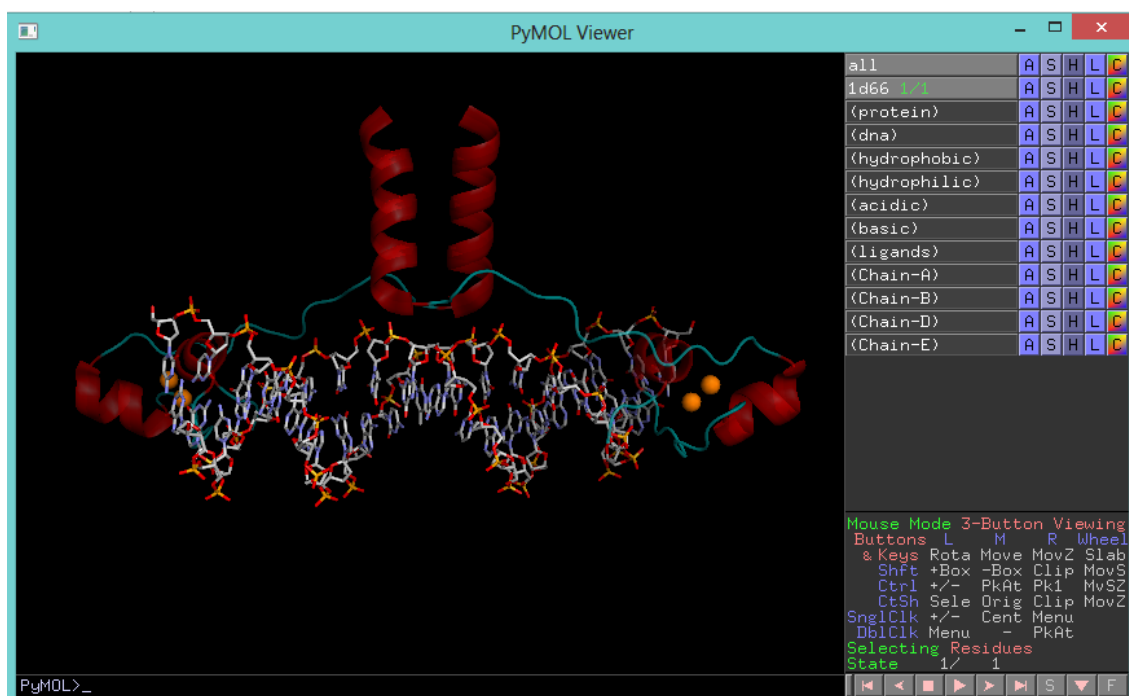 PyMOL Viewer
all A S H L C
1d66 1/1 A S H L C
(protein) A S H L C
(dna) A S H L C
(hydrophobic) A S H L C
(hydrophilic) A S H L C
(acidic) A S H L C
(basic) A S H L C
(ligands) A S H L C
(Chain-A) A S H L C
(Chain-B) A S H L C
(Chain-D) A S H L C
(Chain-E) A S H L C
Mouse Mode 3-Button Viewing
Buttons L M R Wheel
& Keys Rota Move MovZ Slab
Shft +Box -Box Clip MovS
Ctrl +/- PkAt Pk1 MvSZ
CtSh Sele Orig Clip MovZ
SnglClk +/- Cent Menu
DblClk Menu - PkAt
Selecting Residues
State 1/ 1
S F
PyMOL>_